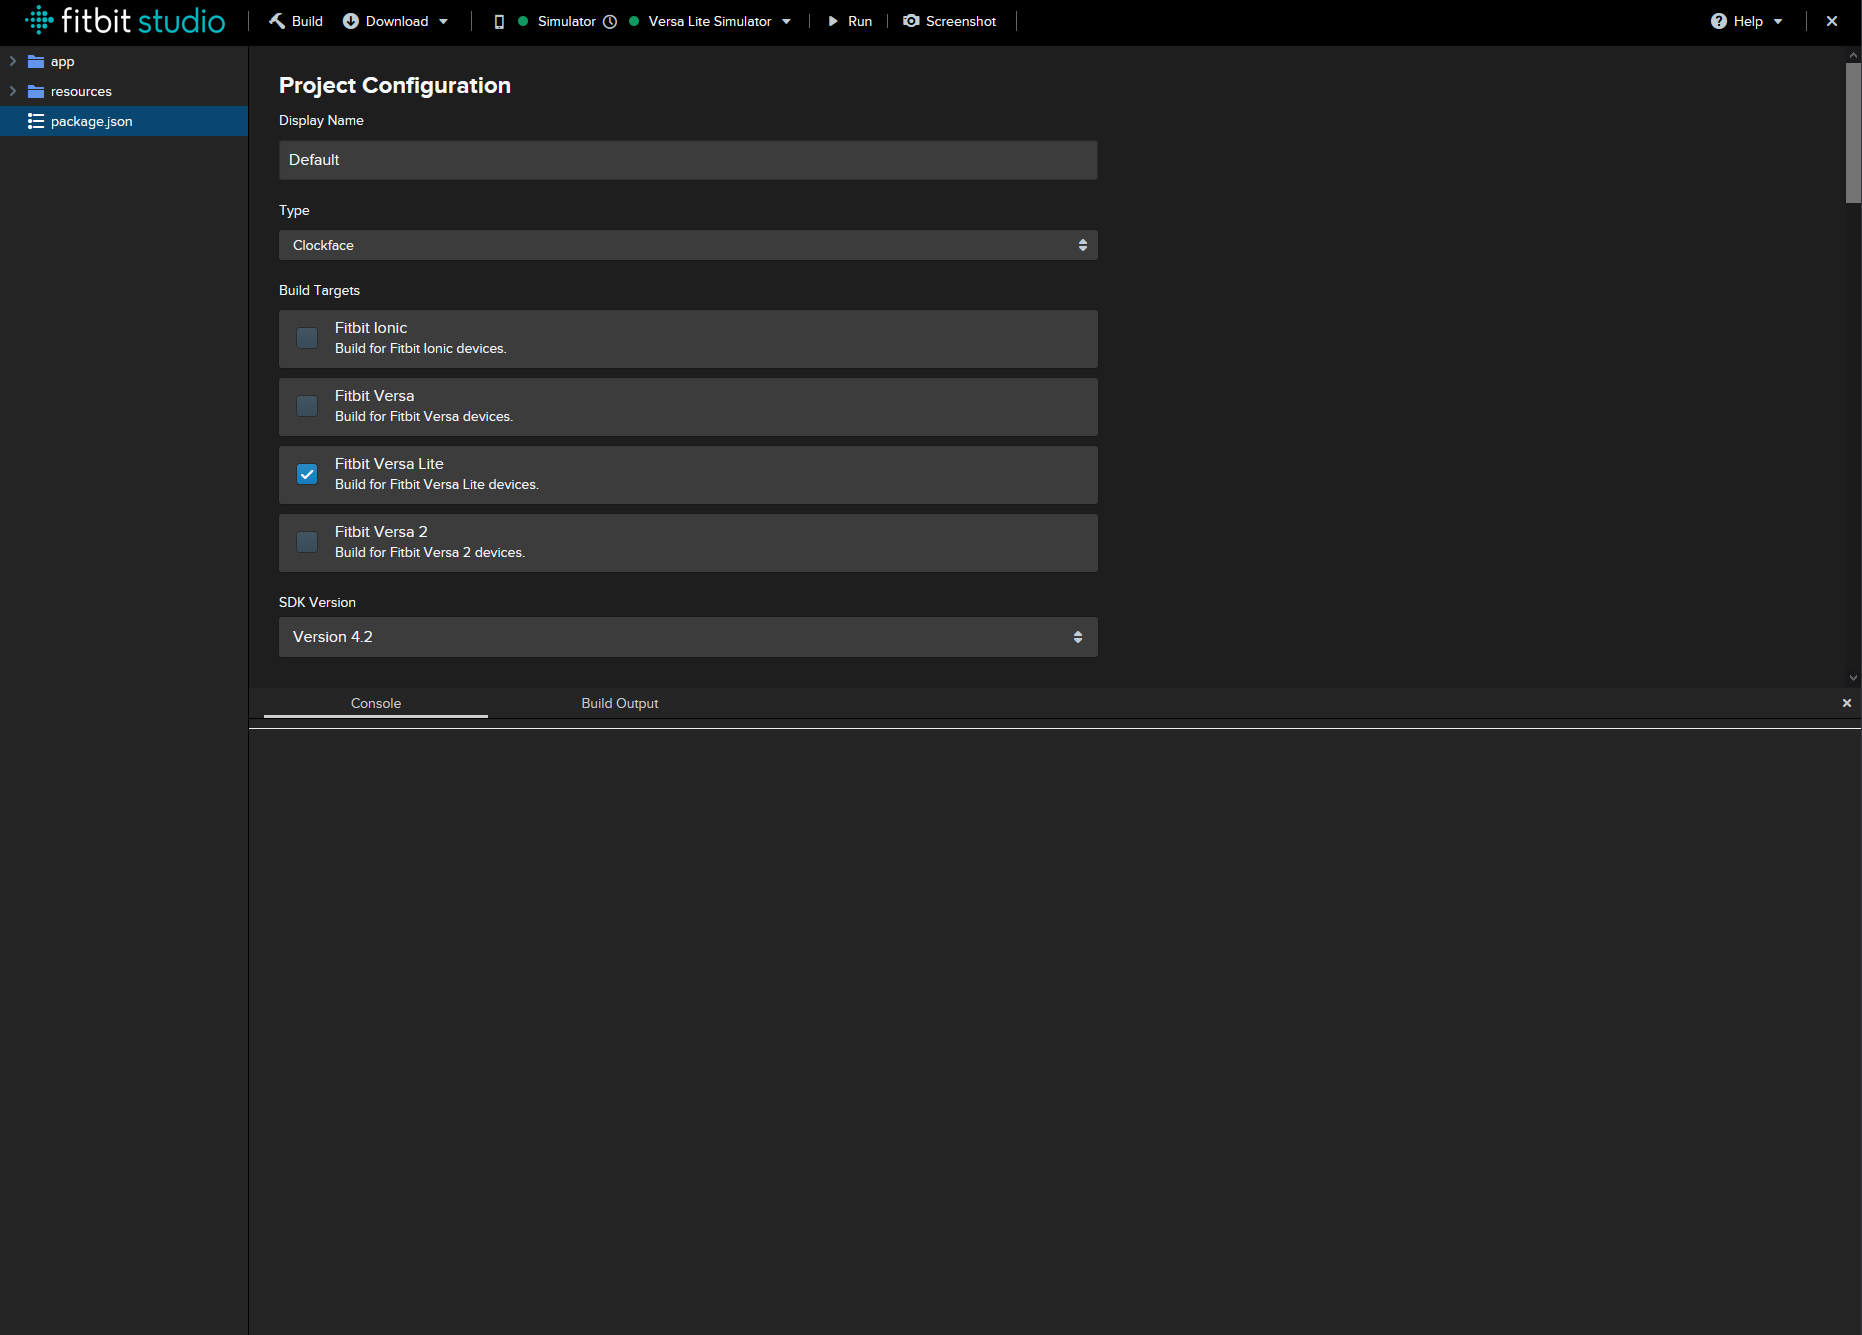 fitbit studio
Build
Download
Simulator
Versa Lite Simulator
Run
Screenshot
Help
app
resources
package.json
Project Configuration
Display Name
Default
Type
Clockface
Build Targets
Fitbit Ionic
Build for Fitbit Ionic devices.
Fitbit Versa
Build for Fitbit Versa devices.
Fitbit Versa Lite
Build for Fitbit Versa Lite devices.
Fitbit Versa 2
Build for Fitbit Versa 2 devices.
SDK Version
Version 4.2
Console
Build Output